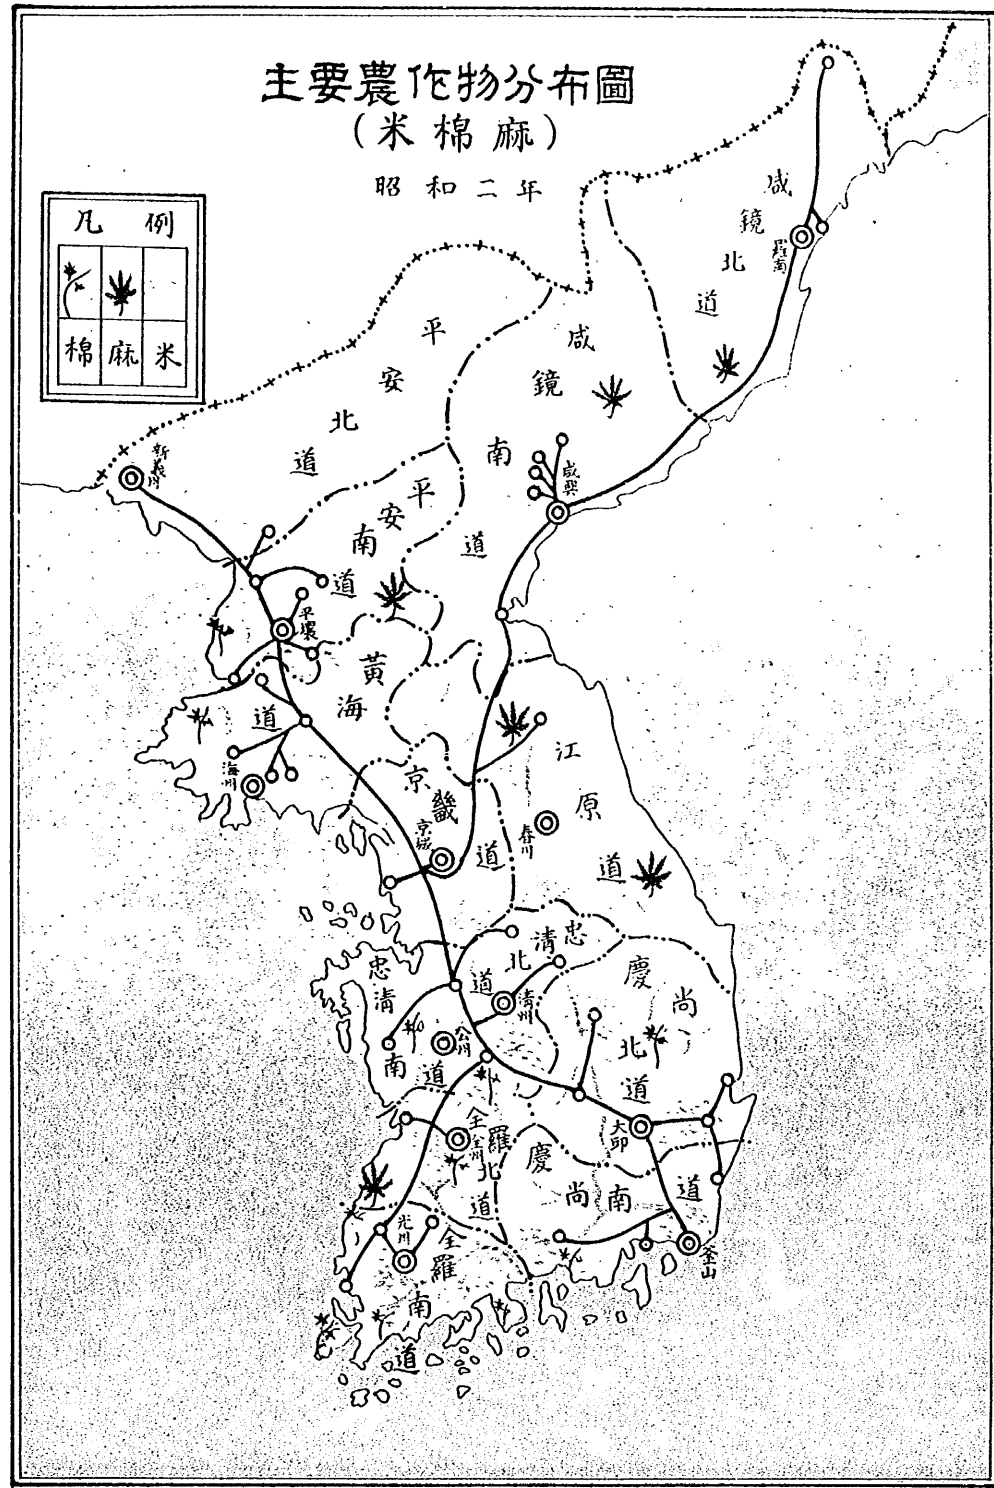 主要農作物分布圖
(米棉麻)
昭和二年
凡例
棉麻米
咸鏡北道
羅南
咸鏡南道
咸興
平安北道
新義州
平安南道
平壤
黃海道
海州
京畿道
京城
江原道
春川
忠清北道
清州
忠清南道
公州
慶尚北道
大邱
全羅北道
全州
慶尚南道
釜山
全羅南道
光州